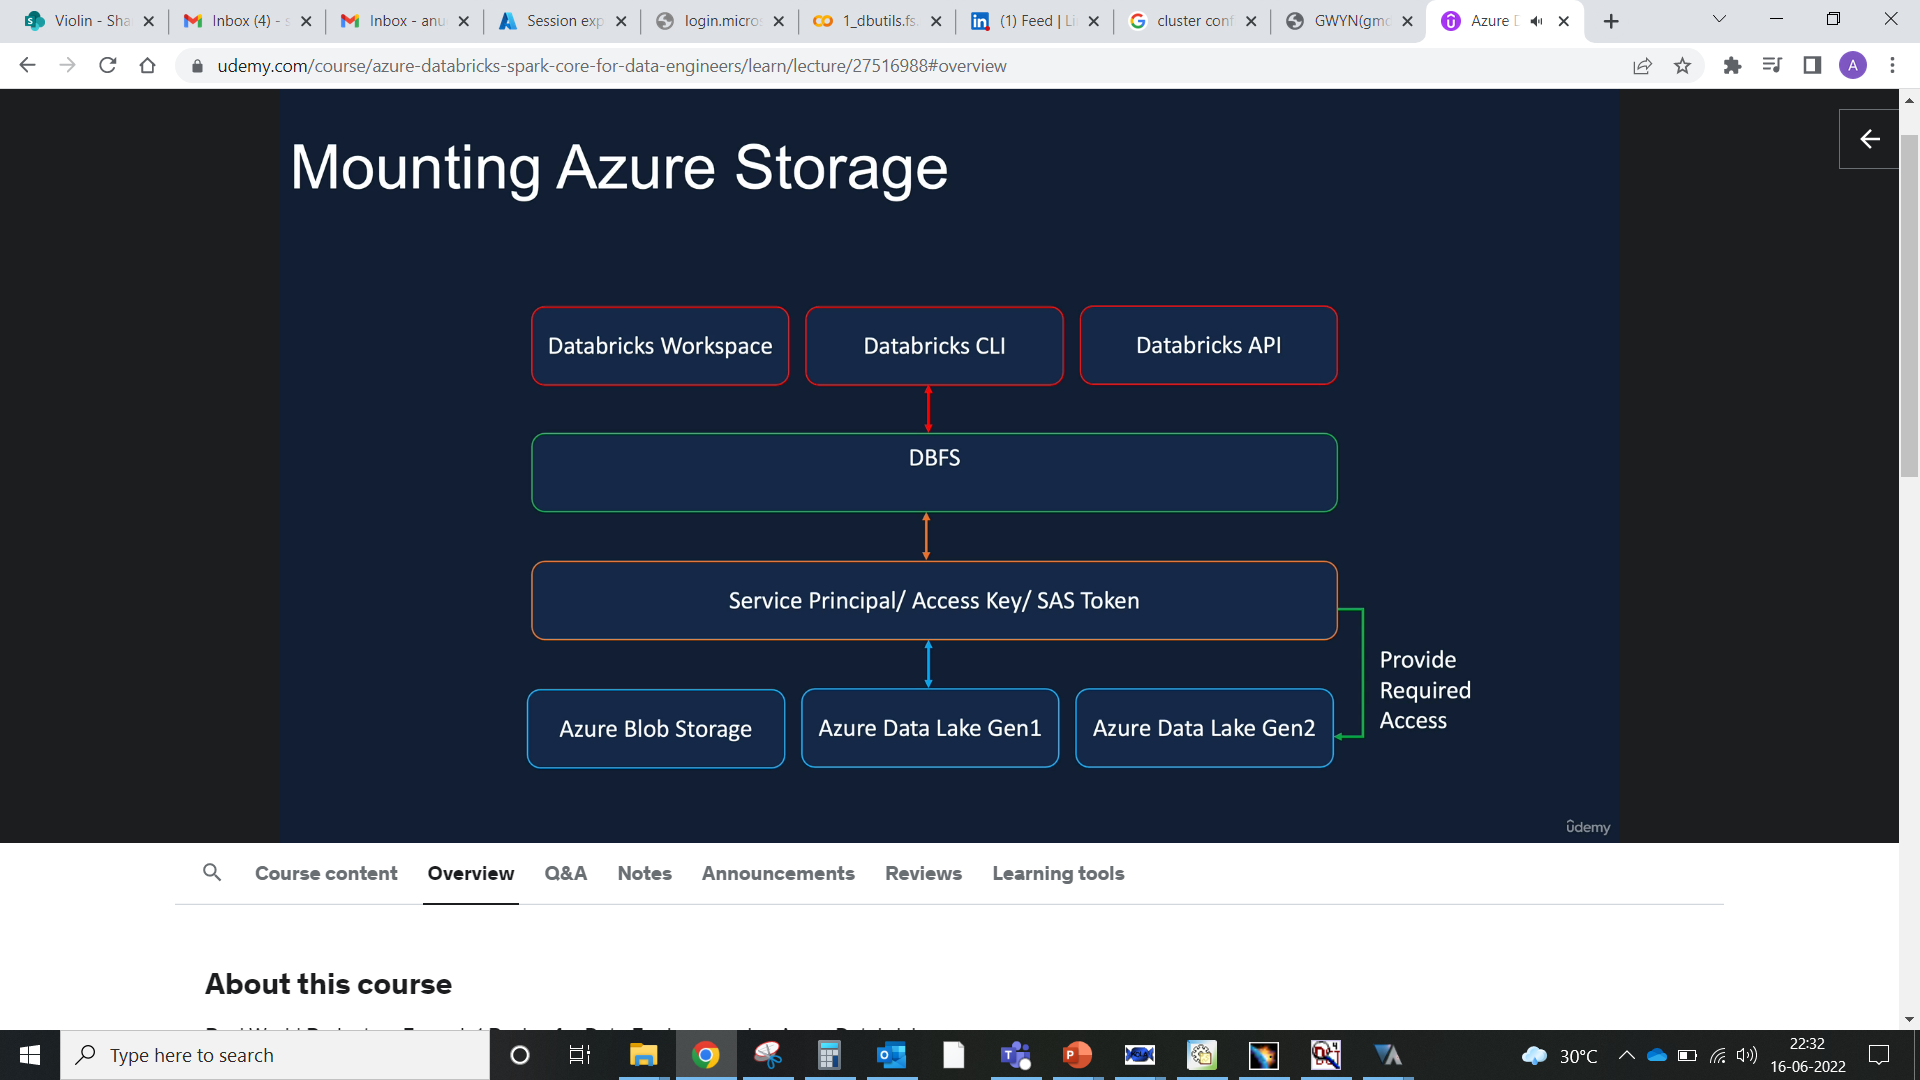 Violin - Sha
Inbox (4) - s
Inbox - anu
Session exp
login.micro
1_dbutils.fs.
(1) Feed | Li
cluster conf
GWYN(gmd
Azure D
udemy.com/course/azure-databricks-spark-core-for-data-engineers/learn/lecture/27516988#overview
A
Mounting Azure Storage
Databricks Workspace
Databricks CLI
Databricks API
DBFS
Service Principal/ Access Key/ SAS Token
Provide
Required
Access
Azure Blob Storage
Azure Data Lake Gen1
Azure Data Lake Gen2
ûdemy
Course content
Overview
Q&A
Notes
Announcements
Reviews
Learning tools
About this course
Type here to search
30°C
22:32
16-06-2022